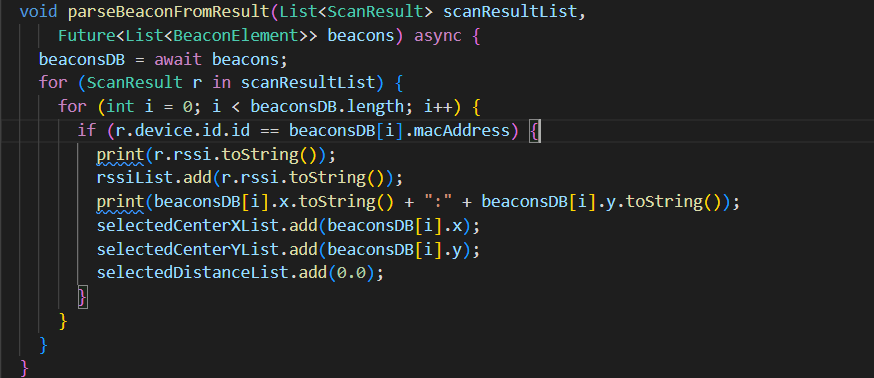 void parseBeaconFromResult(List<ScanResult> scanResultList,
Future<List<BeaconElement>> beacons) async {
beaconsDB = await beacons;
for (ScanResult r in scanResultList) {
for (int i = 0; i < beaconsDB.length; i++) {
if (r.device.id.id == beaconsDB[i].macAddress) {
print(r.rssi.toString());
rssiList.add(r.rssi.toString());
print(beaconsDB[i].x.toString() + ":" + beaconsDB[i].y.toString());
selectedCenterXList.add(beaconsDB[i].x);
selectedCenterYList.add(beaconsDB[i].y);
selectedDistanceList.add(0.0);
}
}
}
}